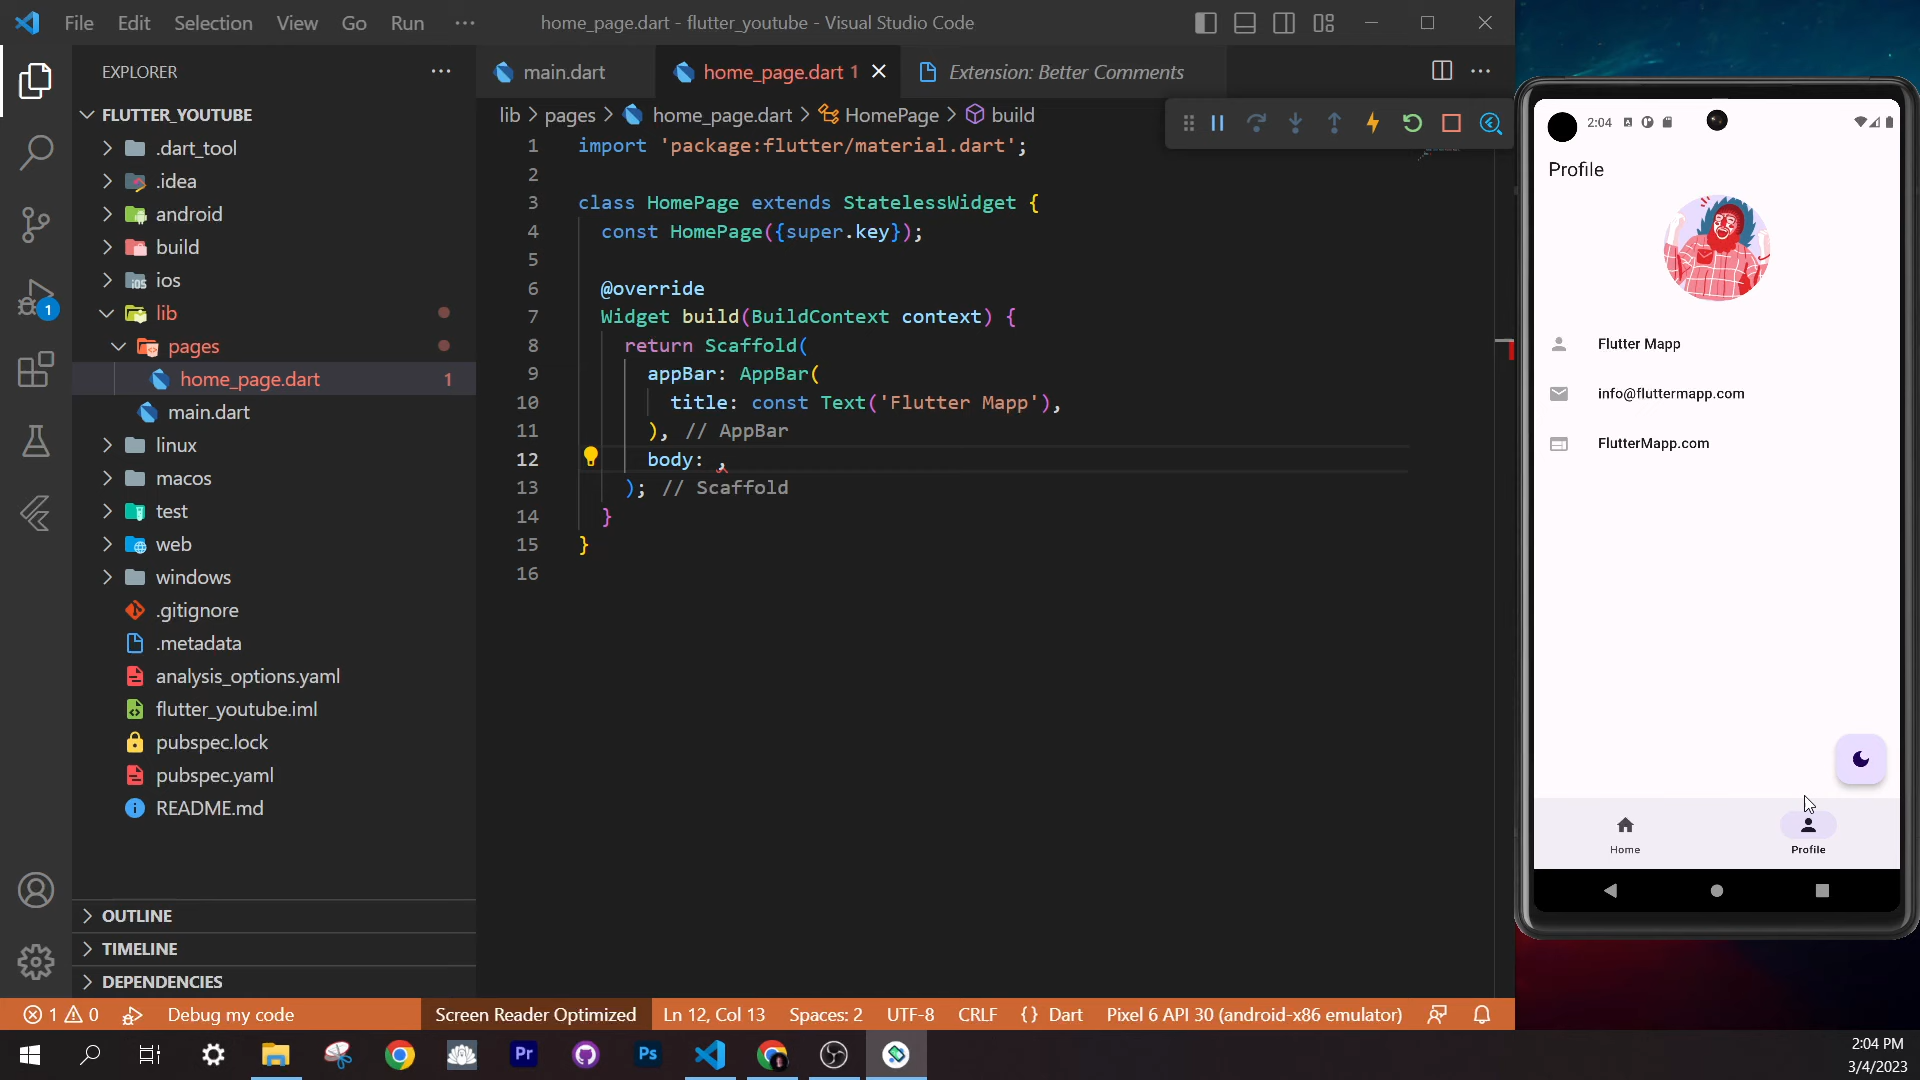 File Edit Selection View Go Run ··· home_page.dart - flutter_youtube - Visual Studio Code
EXPLORER ···
FLUTTER_YOUTUBE
.dart_tool
.idea
android
build
ios
lib
pages
home_page.dart 1
main.dart
linux
macos
test
web
windows
.gitignore
.metadata
analysis_options.yaml
flutter_youtube.iml
pubspec.lock
pubspec.yaml
README.md
OUTLINE
TIMELINE
DEPENDENCIES
1
main.dart home_page.dart 1 Extension: Better Comments
lib > pages > home_page.dart > HomePage > build
1 import 'package:flutter/material.dart';
2
3 class HomePage extends StatelessWidget {
4 const HomePage({super.key});
5
6 @override
7 Widget build(BuildContext context) {
8 return Scaffold(
9 appBar: AppBar(
10 title: const Text('Flutter Mapp'),
11 ), // AppBar
12 body: ,
13 ); // Scaffold
14 }
15 }
16
2:04
Profile
Flutter Mapp
info@fluttermapp.com
FlutterMapp.com
Home Profile
1 0 Debug my code Screen Reader Optimized Ln 12, Col 13 Spaces: 2 UTF-8 CRLF {} Dart Pixel 6 API 30 (android-x86 emulator)
Pr Ps
2:04 PM
3/4/2023